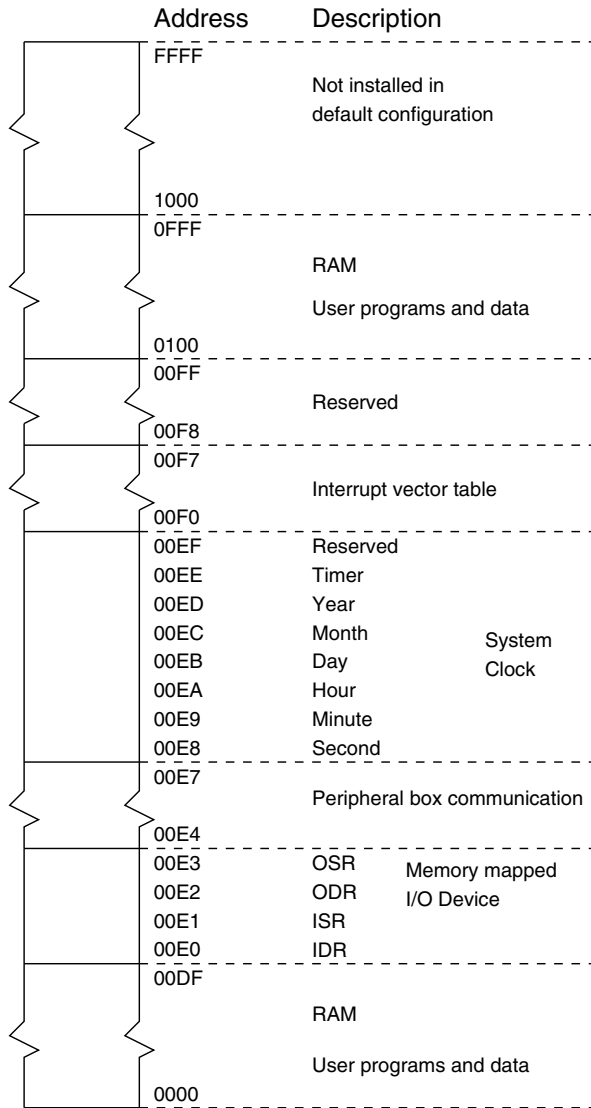 Address Description
FFFF
Not installed in
default configuration
1000
0FFF
RAM
User programs and data
0100
00FF
Reserved
00F8
00F7
Interrupt vector table
00F0
00EF Reserved
00EE Timer
00ED Year
00EC Month
System
00EB Day
Clock
00EA Hour
00E9 Minute
00E8 Second
00E7
Peripheral box communication
00E4
00E3 OSR Memory mapped
00E2 ODR I/O Device
00E1 ISR
00E0 IDR
00DF
RAM
User programs and data
0000